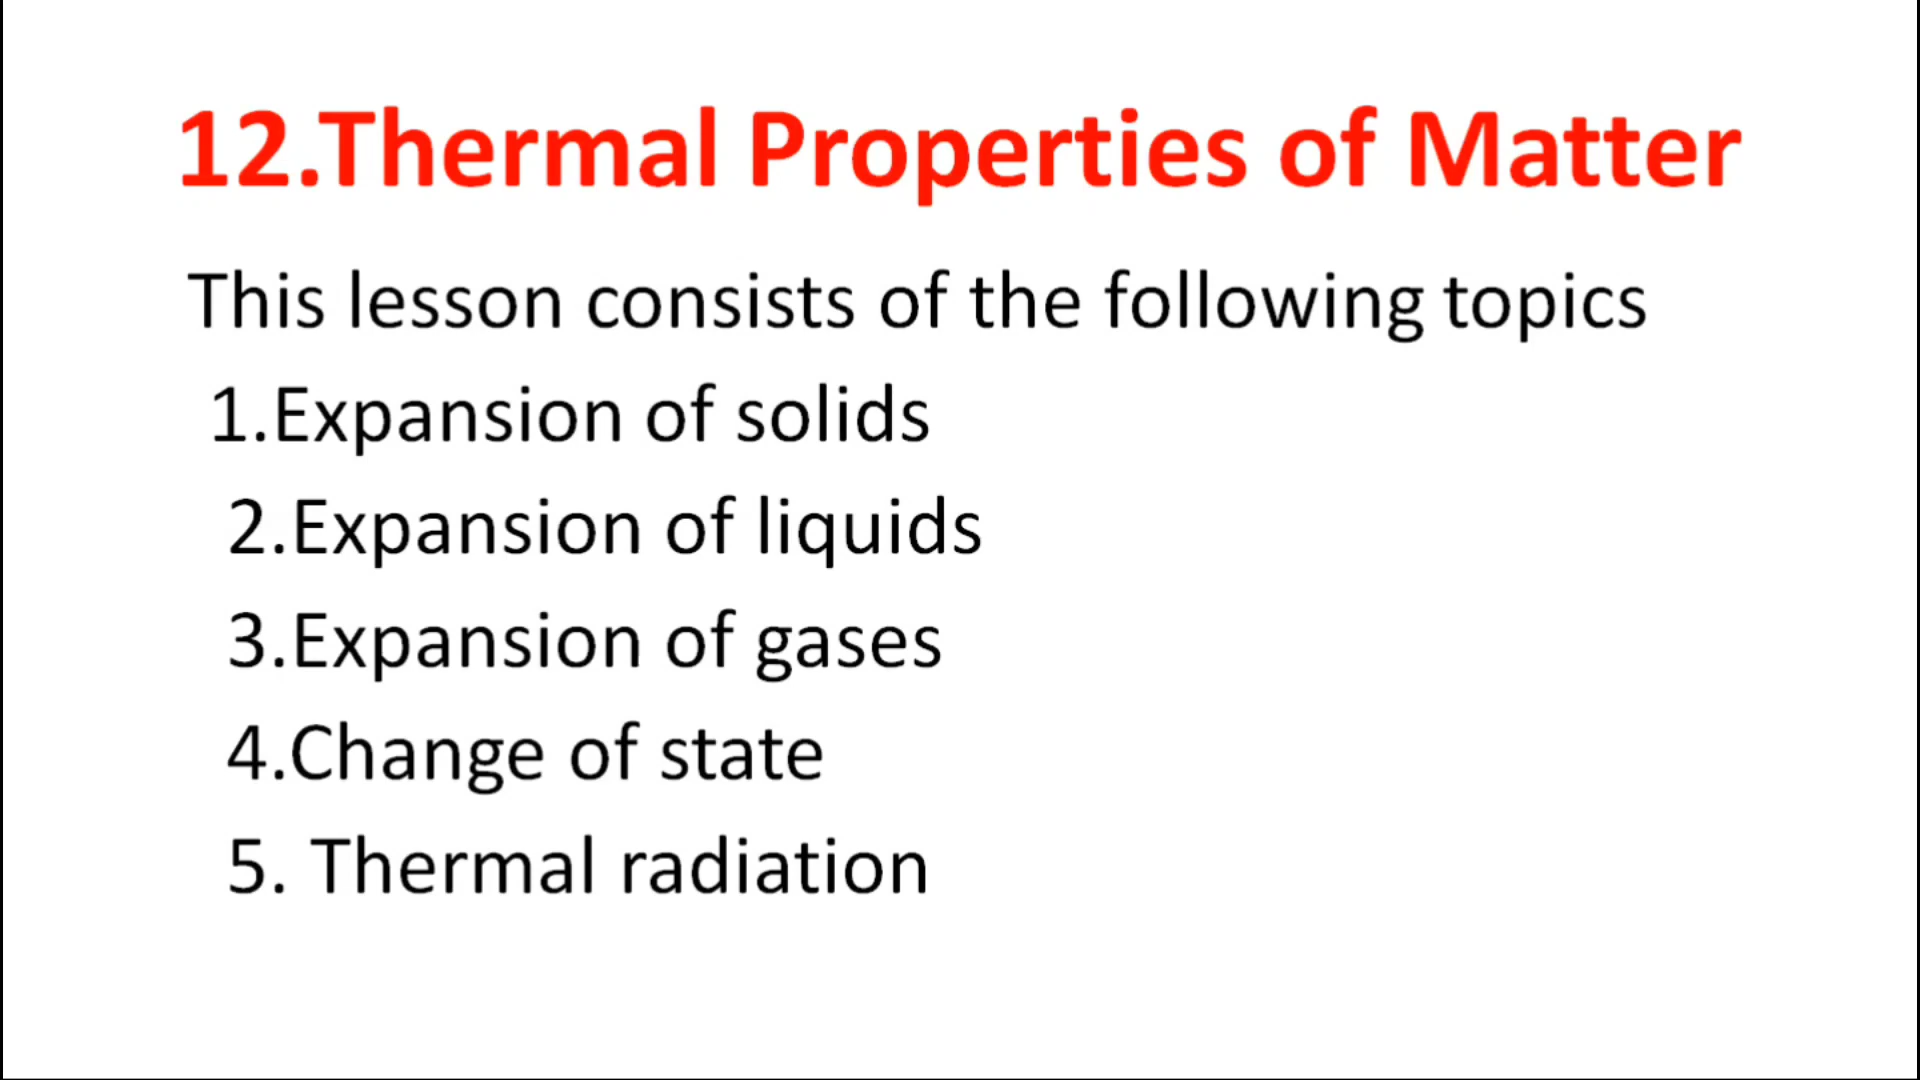 12.Thermal Properties of Matter
This lesson consists of the following topics
1.Expansion of solids
2.Expansion of liquids
3.Expansion of gases
4.Change of state
5. Thermal radiation